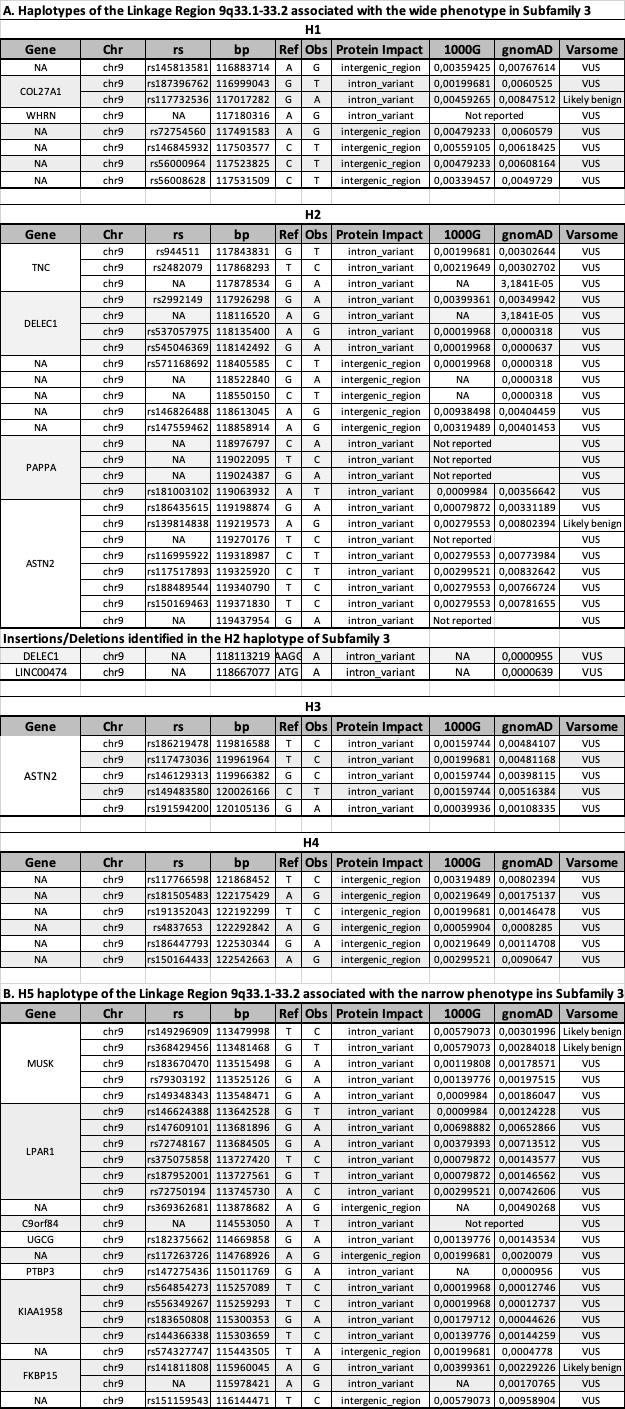 A. Haplotypes of the Linkage Region 9q33.1-33.2 associated with the wide phenotype in Subfamily 3
H1
Gene Chr rs bp Ref Obs Protein Impact 1000G gnomAD Varsome
NA chr9 rs145813581 116883714 A G intergenic_region 0,00359425 0,00767614 VUS
COL27A1 chr9 rs187396762 116999043 G T intron_variant 0,00199681 0,0060525 VUS
chr9 rs117732536 117017282 G A intron_variant 0,00459265 0,00847512 Likely benign
WHRN chr9 117180316 A G intron_variant Not reported VUS
NA chr9 rs72754560 117491583 A G intergenic_region 0,00479233 0,0060579 VUS
NA chr9 rs146845932 117503577 C T intergenic_region 0,00559105 0,00618425 VUS
NA chr9 rs56000964 117523825 C T intergenic_region 0,00479233 0,00608164 VUS
NA chr9 rs56008628 117531509 C T intergenic_region 0,00339457 0,0049729 VUS
H2
Gene Chr rs bp Ref Obs Protein Impact 1000G gnomAD Varsome
TNC chr9 rs944511 117843831 G T intron_variant 0,00199681 0,00302644 VUS
chr9 rs2482079 117868293 T C intron_variant 0,00219649 0,00302702 VUS
chr9 NA 117878534 G A intron_variant NA 3,1841E-05 VUS
DELEC1 chr9 rs2992149 117926298 G A intron_variant 0,00399361 0,00349942 VUS
chr9 NA 118116520 A G intron_variant NA 3,1841E-05 VUS
chr9 rs537057975 118135400 G A intron_variant 0,00019968 0,0000318 VUS
chr9 rs545046369 118142492 G A intron_variant 0,00019968 0,0000637 VUS
NA chr9 rs571168692 118405585 C T intergenic_region 0,00019968 0,0000318 VUS
NA chr9 NA 118522840 G A intergenic_region NA 0,0000318 VUS
NA chr9 NA 118550150 C T intergenic_region NA 0,0000318 VUS
NA chr9 rs146826488 118613045 A G intergenic_region 0,00938498 0,00404459 VUS
NA chr9 rs147559462 118858914 A G intergenic_region 0,00319489 0,00401453 VUS
PAPPA chr9 NA 118976797 C A intron_variant Not reported VUS
chr9 NA 119022095 T C intron_variant Not reported VUS
chr9 NA 119024387 G A intron_variant Not reported VUS
chr9 rs181003102 119063932 A T intron_variant 0,0009984 0,00356642 VUS
ASTN2 chr9 rs186435615 119198874 G A intron_variant 0,00079872 0,00331189 VUS
chr9 rs139814838 119219573 A G intron_variant 0,00279553 0,00802394 Likely benign
chr9 NA 119270176 T C intron_variant Not reported VUS
chr9 rs116995922 119318987 C T intron_variant 0,00279553 0,00773984 VUS
chr9 rs117517893 119325920 C T intron_variant 0,00299521 0,00832642 VUS
chr9 rs188489544 119340790 T C intron_variant 0,00279553 0,00766724 VUS
chr9 rs150169463 119371830 T C intron_variant 0,00279553 0,00781655 VUS
chr9 NA 119437954 G A intron_variant Not reported VUS
Insertions/Deletions identified in the H2 haplotype of Subfamily 3
DELEC1 chr9 NA 118113219 AAGG A intron_variant NA 0,0000955 VUS
LINC00474 chr9 NA 118667077 ATG A intron_variant NA 0,0000639 VUS
H3
Gene Chr rs bp Ref Obs Protein Impact 1000G gnomAD Varsome
ASTN2 chr9 rs186219478 119816588 T C intron_variant 0,00159744 0,00484107 VUS
chr9 rs117473036 119961964 T C intron_variant 0,00199681 0,00481168 VUS
chr9 rs146129313 119966382 G C intron_variant 0,00159744 0,00398115 VUS
chr9 rs149483580 120026166 C T intron_variant 0,00159744 0,00516384 VUS
chr9 rs191594200 120105136 G A intron_variant 0,00039936 0,00108335 VUS
H4
Gene Chr rs bp Ref Obs Protein Impact 1000G gnomAD Varsome
NA chr9 rs117766598 121868452 T C intergenic_region 0,00319489 0,00802394 VUS
NA chr9 rs181505483 122175429 A G intergenic_region 0,00219649 0,00175137 VUS
NA chr9 rs191352043 122192299 T C intergenic_region 0,00199681 0,00146478 VUS
NA chr9 rs4837653 122292842 A G intergenic_region 0,00059904 0,0008285 VUS
NA chr9 rs186447793 122530344 G A intergenic_region 0,00219649 0,00114708 VUS
NA chr9 rs150164433 122542663 A G intergenic_region 0,00299521 0,0090647 VUS
B. H5 haplotype of the Linkage Region 9q33.1-33.2 associated with the narrow phenotype ins Subfamily 3
Gene Chr rs bp Ref Obs Protein Impact 1000G gnomAD Varsome
MUSK chr9 rs149296909 113479998 T C intron_variant 0,00579073 0,00301996 Likely benign
chr9 rs368429456 113481468 G T intron_variant 0,00579073 0,00284018 Likely benign
chr9 rs183670470 113515498 G A intron_variant 0,00119808 0,00178571 VUS
chr9 rs79303192 113525126 G A intron_variant 0,00139776 0,00197515 VUS
chr9 rs149348343 113548471 G A intron_variant 0,0009984 0,00186047 VUS
LPAR1 chr9 rs146624388 113642528 G T intron_variant 0,0009984 0,00124228 VUS
chr9 rs147609101 113681896 G A intron_variant 0,00698882 0,00652866 VUS
chr9 rs72748167 113684505 G A intron_variant 0,00379393 0,00713512 VUS
chr9 rs375075858 113727420 T C intron_variant 0,00079872 0,00143577 VUS
chr9 rs187952001 113727561 G T intron_variant 0,00079872 0,00146562 VUS
chr9 rs72750194 113745730 A C intron_variant 0,00299521 0,00742606 VUS
NA chr9 rs369362681 113878682 A G intergenic_region NA 0,00490268 VUS
C9orf84 chr9 NA 114553050 A T intron_variant Not reported VUS
UGCG chr9 rs182375662 114669858 G A intron_variant 0,00139776 0,00143534 VUS
NA chr9 rs117263726 114768926 A G intergenic_region 0,00199681 0,0020079 VUS
PTBP3 chr9 rs147275436 115011769 G A intron_variant NA 0,0000956 VUS
KIAA1958 chr9 rs564854273 115257089 T C intron_variant 0,00019968 0,00012746 VUS
chr9 rs556349267 115259293 T C intron_variant 0,00019968 0,00012737 VUS
chr9 rs183650808 115300353 G A intron_variant 0,00179712 0,00044626 VUS
chr9 rs144366338 115303659 T C intron_variant 0,00139776 0,00144259 VUS
NA chr9 rs574327747 115443505 T A intergenic_region 0,00199681 0,0004778 VUS
FKBP15 chr9 rs141811808 115960045 A G intron_variant 0,00399361 0,00229226 Likely benign
chr9 NA 115978421 A G intron_variant NA 0,00170765 VUS
NA chr9 rs151159543 116144471 T C intergenic_region 0,00579073 0,00958904 VUS